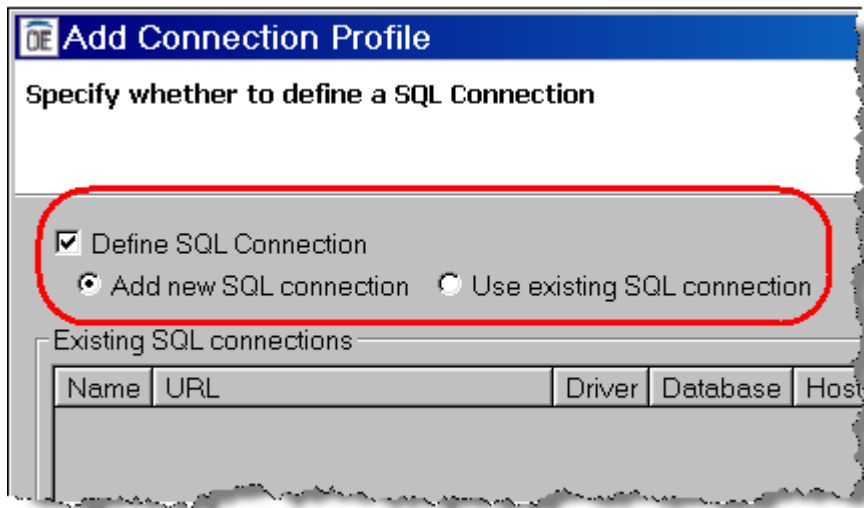 OE Add Connection Profile
Specify whether to define a SQL Connection
Define SQL Connection
Add new SQL connection Use existing SQL connection
Existing SQL connections
Name URL Driver Database Host